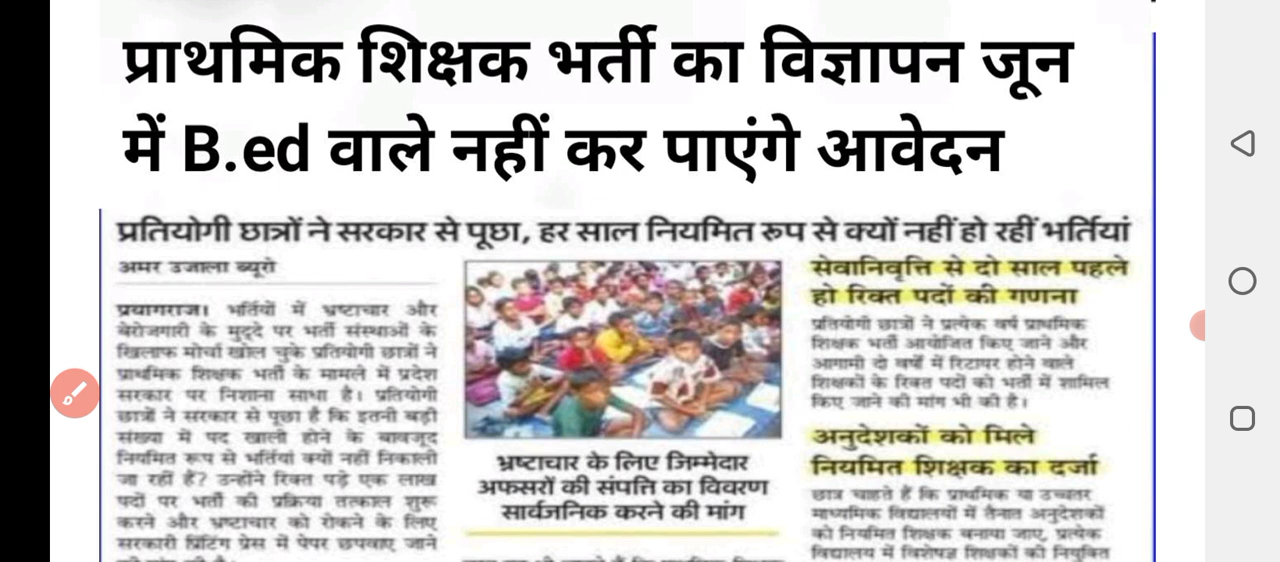 प्राथमिक शिक्षक भर्ती का विज्ञापन जून
में B.ed वाले नहीं कर पाएंगे आवेदन
प्रतियोगी छात्रों ने सरकार से पूछा, हर साल नियमित रूप से क्यों नहीं हो रहीं भर्तियां
अमर उजाला ब्यूरो
प्रयागराज। भर्तियों में भ्रष्टाचार और
बेरोजगारी के मुद्दे पर भर्ती संस्थाओं के
खिलाफ मोर्चा खोल चुके प्रतियोगी छात्रों ने
प्राथमिक शिक्षक भर्ती के मामले में प्रदेश
सरकार पर निशाना साधा है। प्रतियोगी
छात्रों ने सरकार से पूछा है कि इतनी बड़ी
संख्या में पद खाली होने के बावजूद
नियमित रूप से भर्तियां क्यों नहीं निकाली
जा रहीं हैं? उन्होंने रिक्त पड़े एक लाख
पदों पर भर्ती की प्रक्रिया तत्काल शुरू
करने और भ्रष्टाचार को रोकने के लिए
सरकारी प्रिंटिंग प्रेस में पेपर छपवाए जाने
भ्रष्टाचार के लिए जिम्मेदार
अफसरों की संपत्ति का विवरण
सार्वजनिक करने की मांग
सेवानिवृत्ति से दो साल पहले
हो रिक्त पदों की गणना
प्रतियोगी छात्रों ने प्रत्येक वर्ष प्राथमिक
शिक्षक भर्ती आयोजित किए जाने और
आगामी दो वर्षों में रिटायर होने वाले
शिक्षकों के रिक्त पदों को भर्ती में शामिल
किए जाने की मांग भी की है।
अनुदेशकों को मिले
नियमित शिक्षक का दर्जा
छात्र चाहते हैं कि प्राथमिक या उच्चतर
माध्यमिक विद्यालयों में तैनात अनुदेशकों
को नियमित शिक्षक बनाया जाए, प्रत्येक
विद्यालय में विशेषज्ञ शिक्षकों की नियुक्ति